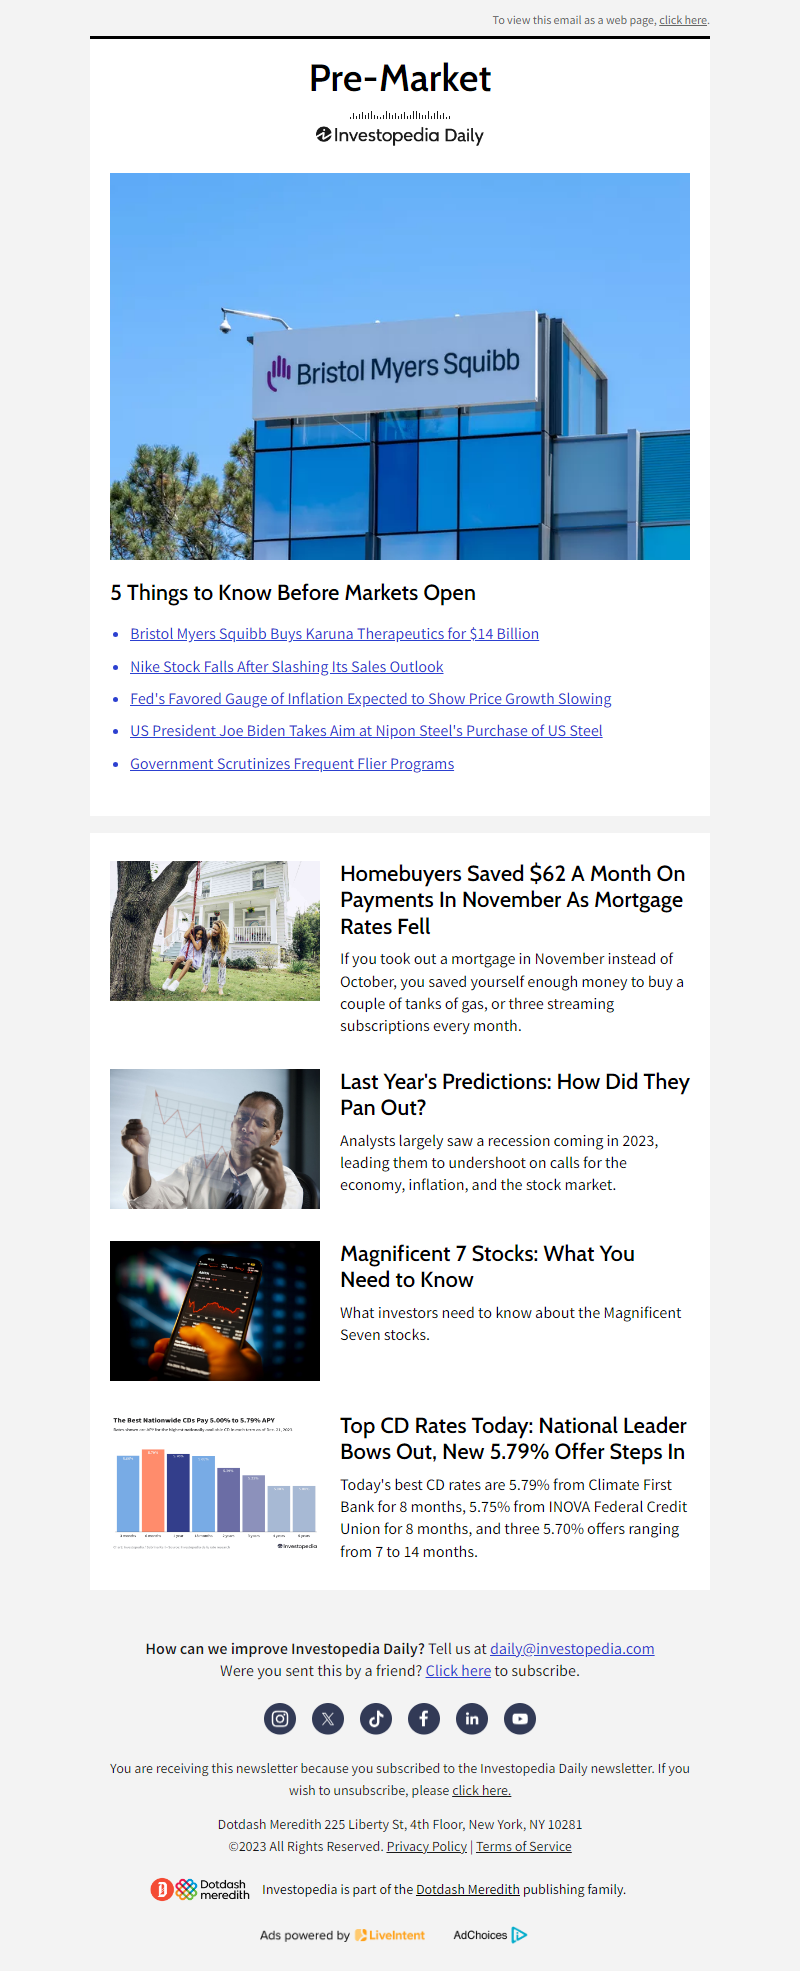 To view this email as a web page, click here.
Pre-Market
Investopedia Daily
Bristol Myers Squibb
5 Things to Know Before Markets Open
Bristol Myers Squibb Buys Karuna Therapeutics for $14 Billion
Nike Stock Falls After Slashing Its Sales Outlook
Fed's Favored Gauge of Inflation Expected to Show Price Growth Slowing
US President Joe Biden Takes Aim at Nipon Steel's Purchase of US Steel
Government Scrutinizes Frequent Flier Programs
Homebuyers Saved $62 A Month On
Payments In November As Mortgage
Rates Fell
If you took out a mortgage in November instead of
October, you saved yourself enough money to buy a
couple of tanks of gas, or three streaming
subscriptions every month.
Last Year's Predictions: How Did They
Pan Out?
Analysts largely saw a recession coming in 2023,
leading them to undershoot on calls for the
economy, inflation, and the stock market.
Magnificent 7 Stocks: What You
Need to Know
What investors need to know about the Magnificent
Seven stocks.
The Best Nationwide CDs Pay 5.00% to 5.79% APY
Investopedia
Top CD Rates Today: National Leader
Bows Out, New 5.79% Offer Steps In
Today's best CD rates are 5.79% from Climate First
Bank for 8 months, 5.75% from INOVA Federal Credit
Union for 8 months, and three 5.70% offers ranging
from 7 to 14 months.
How can we improve Investopedia Daily? Tell us at daily@investopedia.com
Were you sent this by a friend? Click here to subscribe.
You are receiving this newsletter because you subscribed to the Investopedia Daily newsletter. If you
wish to unsubscribe, please click here.
Dotdash Meredith 225 Liberty St, 4th Floor, New York, NY 10281
©2023 All Rights Reserved. Privacy Policy | Terms of Service
Dotdash
meredith
Investopedia is part of the Dotdash Meredith publishing family.
Ads powered by LiveIntent
AdChoices